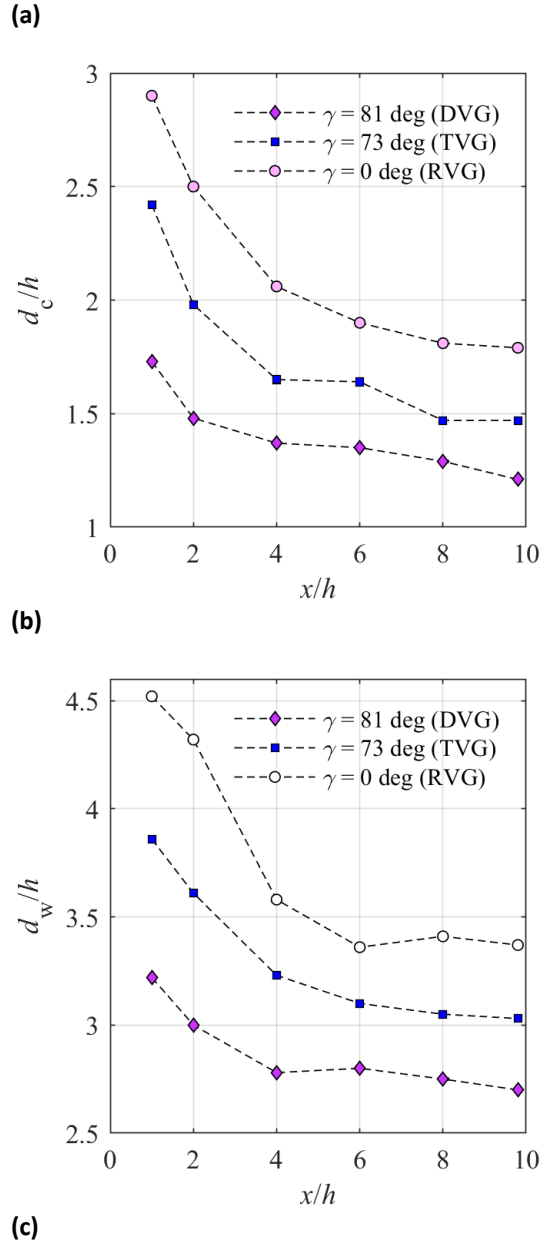 (a)
3
2.5
2
1.5
1
d_c/h
γ = 81 deg (DVG)
γ = 73 deg (TVG)
γ = 0 deg (RVG)
0 2 4 6 8 10
x/h
(b)
4.5
4
3.5
3
2.5
d_w/h
γ = 81 deg (DVG)
γ = 73 deg (TVG)
γ = 0 deg (RVG)
0 2 4 6 8 10
x/h
(c)